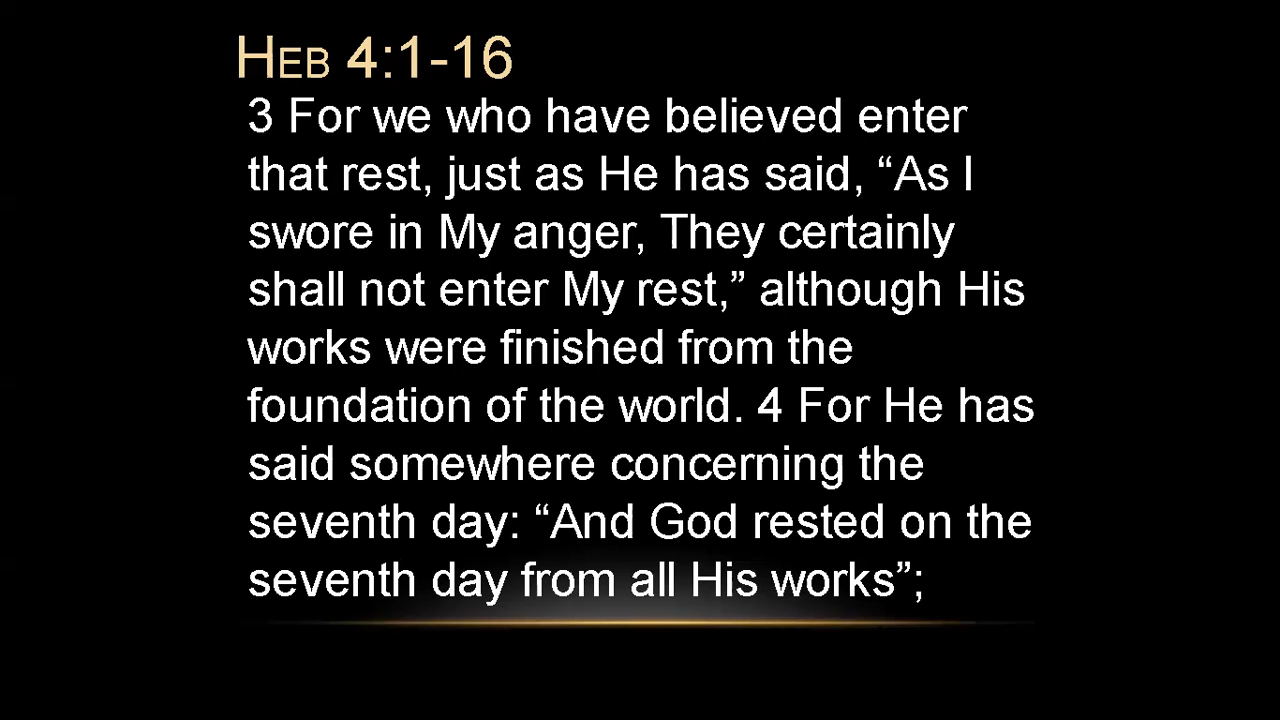 Heb 4:1-16
3 For we who have believed enter
that rest, just as He has said, “As I
swore in My anger, They certainly
shall not enter My rest,” although His
works were finished from the
foundation of the world. 4 For He has
said somewhere concerning the
seventh day: “And God rested on the
seventh day from all His works”;